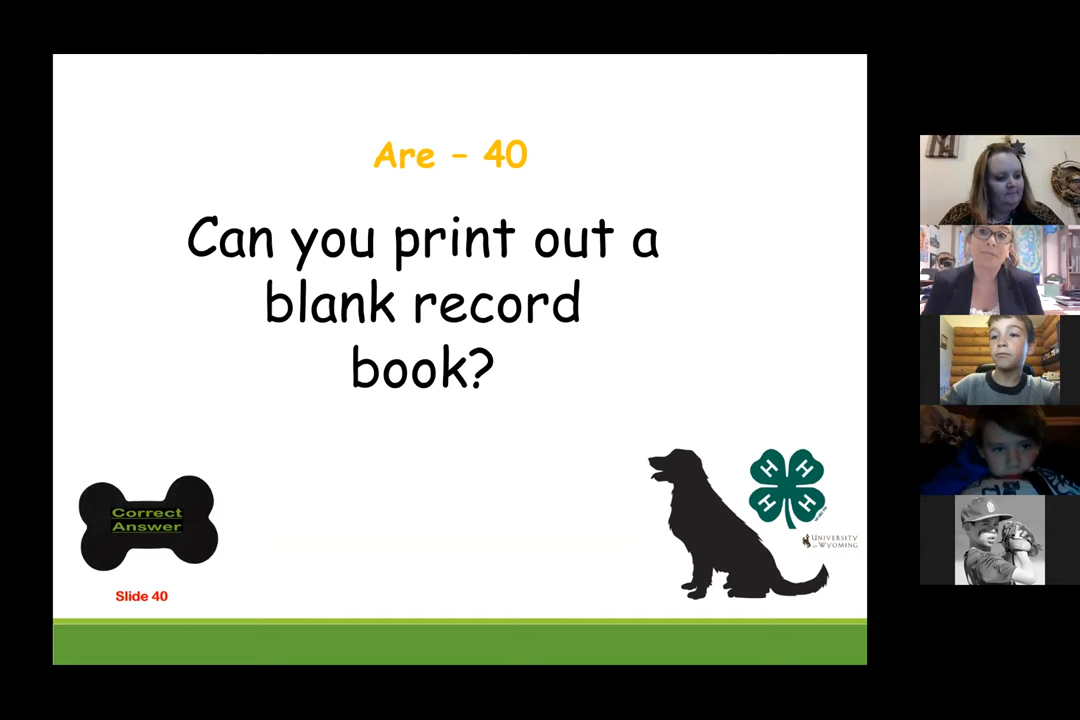 Are – 40
Can you print out a
blank record
book?
Correct
Answer
H H
H H
UNIVERSITY
OF WYOMING
Slide 40